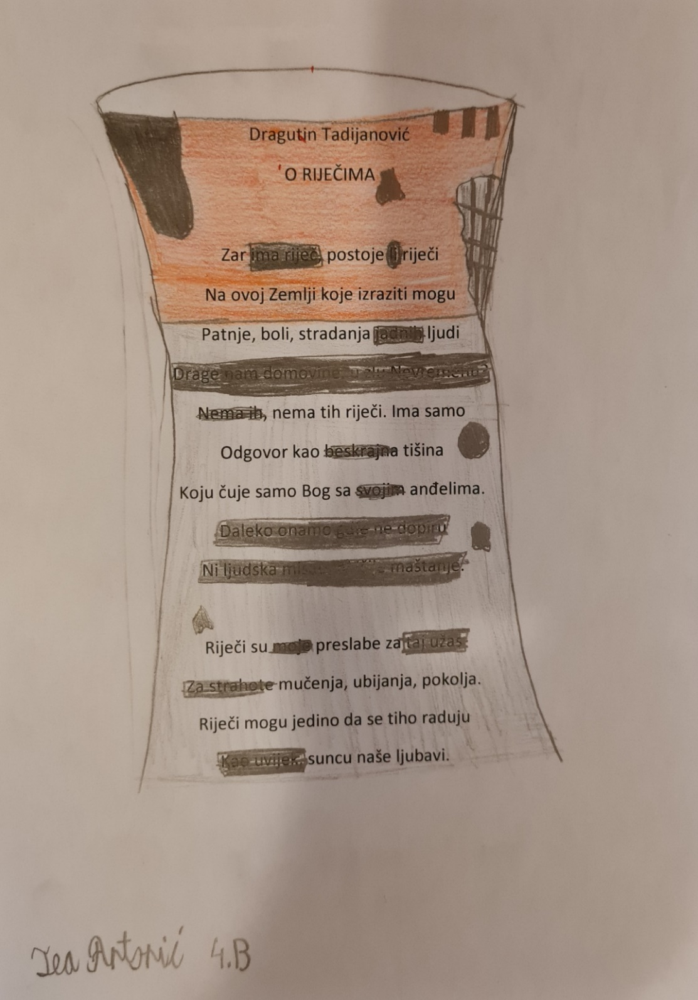 Dragutin Tadijanović
O RIJEČIMA
Zar ima riječ, postoje li riječi
Na ovoj Zemlji koje izraziti mogu
Patnje, boli, stradanja jadnih ljudi
Drage nam domovine, u zlu Nevremenu?
Nema ih, nema tih riječi. Ima samo
Odgovor kao beskrajna tišina
Koju čuje samo Bog sa svojim anđelima.
Daleko onamo gdje ne dopiru
Ni ljudska maštanje.
Riječi su moje preslabe za taj užas
Za strahote mučenja, ubijanja, pokolja.
Riječi mogu jedino da se tiho raduju
Kao uvijek, suncu naše ljubavi.
Tea Antonić 4.B